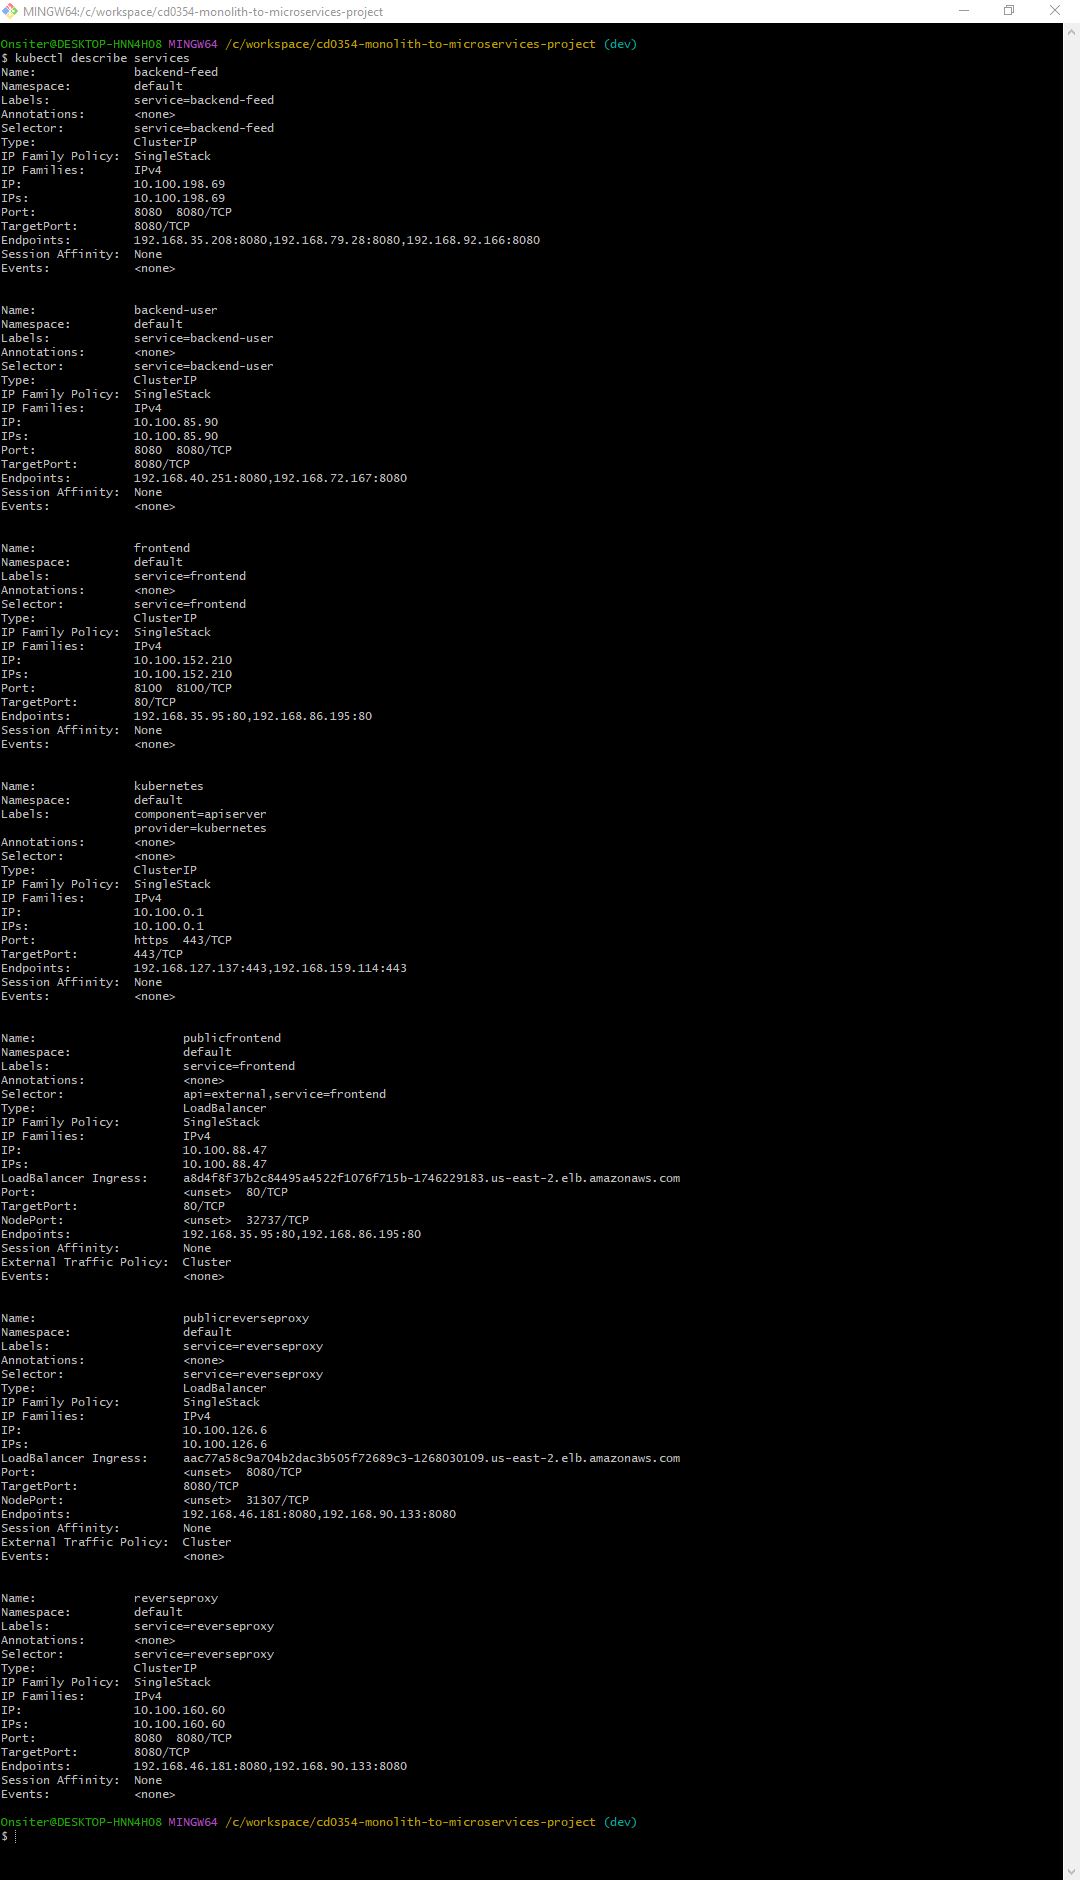 MINGW64:/c/workspace/cd0354-monolith-to-microservices-project
Onsiter@DESKTOP-HNN4HO8 MINGW64 /c/workspace/cd0354-monolith-to-microservices-project (dev)
$ kubectl describe services
Name:              backend-feed
Namespace:         default
Labels:            service=backend-feed
Annotations:       <none>
Selector:          service=backend-feed
Type:              ClusterIP
IP Family Policy:  SingleStack
IP Families:       IPv4
IP:                10.100.198.69
IPs:               10.100.198.69
Port:              8080  8080/TCP
TargetPort:        8080/TCP
Endpoints:         192.168.35.208:8080,192.168.79.28:8080,192.168.92.166:8080
Session Affinity:  None
Events:            <none>

Name:              backend-user
Namespace:         default
Labels:            service=backend-user
Annotations:       <none>
Selector:          service=backend-user
Type:              ClusterIP
IP Family Policy:  SingleStack
IP Families:       IPv4
IP:                10.100.85.90
IPs:               10.100.85.90
Port:              8080  8080/TCP
TargetPort:        8080/TCP
Endpoints:         192.168.40.251:8080,192.168.72.167:8080
Session Affinity:  None
Events:            <none>

Name:              frontend
Namespace:         default
Labels:            service=frontend
Annotations:       <none>
Selector:          service=frontend
Type:              ClusterIP
IP Family Policy:  SingleStack
IP Families:       IPv4
IP:                10.100.152.210
IPs:               10.100.152.210
Port:              8100  8100/TCP
TargetPort:        80/TCP
Endpoints:         192.168.35.95:80,192.168.86.195:80
Session Affinity:  None
Events:            <none>

Name:              kubernetes
Namespace:         default
Labels:            component=apiserver
                   provider=kubernetes
Annotations:       <none>
Selector:          <none>
Type:              ClusterIP
IP Family Policy:  SingleStack
IP Families:       IPv4
IP:                10.100.0.1
IPs:               10.100.0.1
Port:              https  443/TCP
TargetPort:        443/TCP
Endpoints:         192.168.127.137:443,192.168.159.114:443
Session Affinity:  None
Events:            <none>

Name:                     publicfrontend
Namespace:                default
Labels:                   service=frontend
Annotations:              <none>
Selector:                 api=external,service=frontend
Type:                     LoadBalancer
IP Family Policy:         SingleStack
IP Families:              IPv4
IP:                       10.100.88.47
IPs:                      10.100.88.47
LoadBalancer Ingress:     a8d4f8f37b2c84495a4522f1076f715b-1746229183.us-east-2.elb.amazonaws.com
Port:                     <unset>  80/TCP
TargetPort:               80/TCP
NodePort:                 <unset>  32737/TCP
Endpoints:                192.168.35.95:80,192.168.86.195:80
Session Affinity:         None
External Traffic Policy:  Cluster
Events:                   <none>

Name:                     publicreverseproxy
Namespace:                default
Labels:                   service=reverseproxy
Annotations:              <none>
Selector:                 service=reverseproxy
Type:                     LoadBalancer
IP Family Policy:         SingleStack
IP Families:              IPv4
IP:                       10.100.126.6
IPs:                      10.100.126.6
LoadBalancer Ingress:     aac77a58c9a704b2dac3b505f72689c3-1268030109.us-east-2.elb.amazonaws.com
Port:                     <unset>  8080/TCP
TargetPort:               8080/TCP
NodePort:                 <unset>  31307/TCP
Endpoints:                192.168.46.181:8080,192.168.90.133:8080
Session Affinity:         None
External Traffic Policy:  Cluster
Events:                   <none>

Name:              reverseproxy
Namespace:         default
Labels:            service=reverseproxy
Annotations:       <none>
Selector:          service=reverseproxy
Type:              ClusterIP
IP Family Policy:  SingleStack
IP Families:       IPv4
IP:                10.100.160.60
IPs:               10.100.160.60
Port:              8080  8080/TCP
TargetPort:        8080/TCP
Endpoints:         192.168.46.181:8080,192.168.90.133:8080
Session Affinity:  None
Events:            <none>

Onsiter@DESKTOP-HNN4HO8 MINGW64 /c/workspace/cd0354-monolith-to-microservices-project (dev)
$